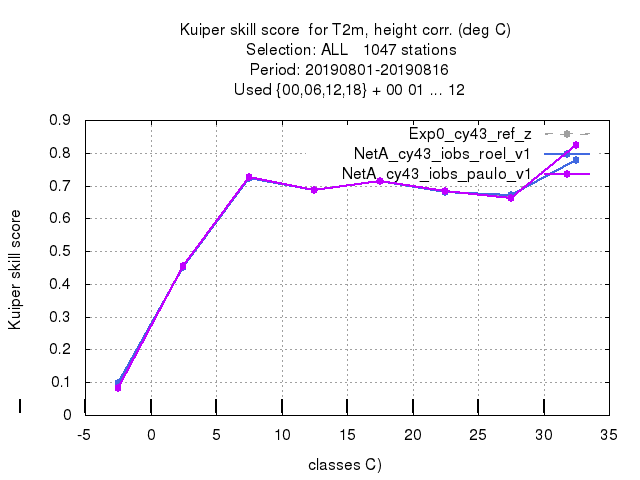 Kuiper skill score  for T2m, height corr. (deg C)
Selection: ALL   1047 stations
Period: 20190801-20190816
Used {00,06,12,18} + 00 01 ... 12
Exp0_cy43_ref_z
NetA_cy43_iobs_roel_v1
NetA_cy43_iobs_paulo_v1
0.9
0.8
0.7
0.6
0.5
0.4
0.3
0.2
0.1
0
Kuiper skill score
-5 0 5 10 15 20 25 30 35
classes C)